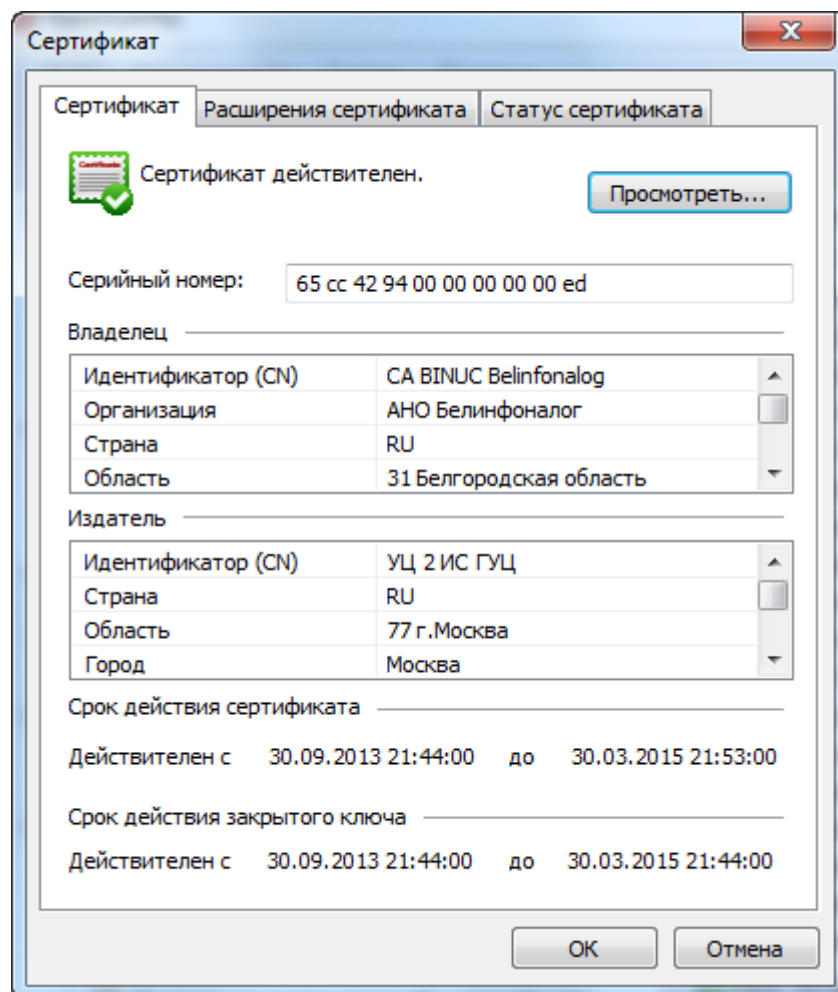 Сертификат
Сертификат Расширения сертификата Статус сертификата
Сертификат действителен.
Просмотреть...
Серийный номер: 65 cc 42 94 00 00 00 00 00 ed
Владелец
Идентификатор (CN) CA BINUC Belinfonalog
Организация АНО Белинфоналог
Страна RU
Область 31 Белгородская область
Издатель
Идентификатор (CN) УЦ 2 ИС ГУЦ
Страна RU
Область 77 г.Москва
Город Москва
Срок действия сертификата
Действителен с 30.09.2013 21:44:00 до 30.03.2015 21:53:00
Срок действия закрытого ключа
Действителен с 30.09.2013 21:44:00 до 30.03.2015 21:44:00
OK Отмена